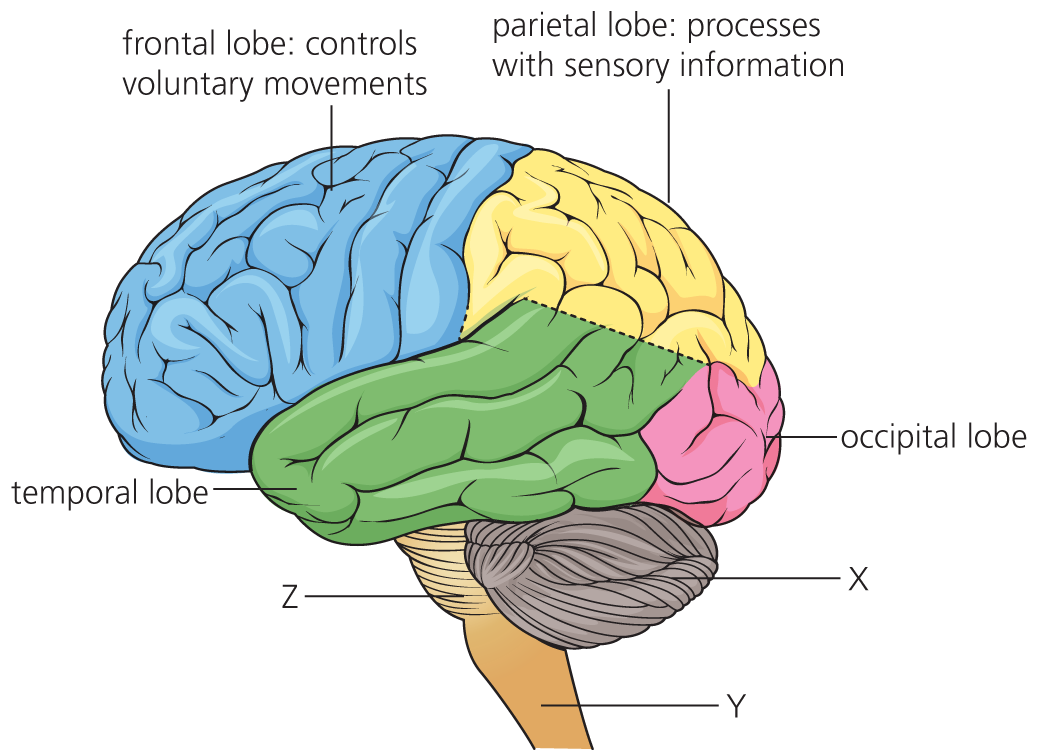 frontal lobe: controls
voluntary movements
parietal lobe: processes
with sensory information
occipital lobe
temporal lobe
X
Z
Y